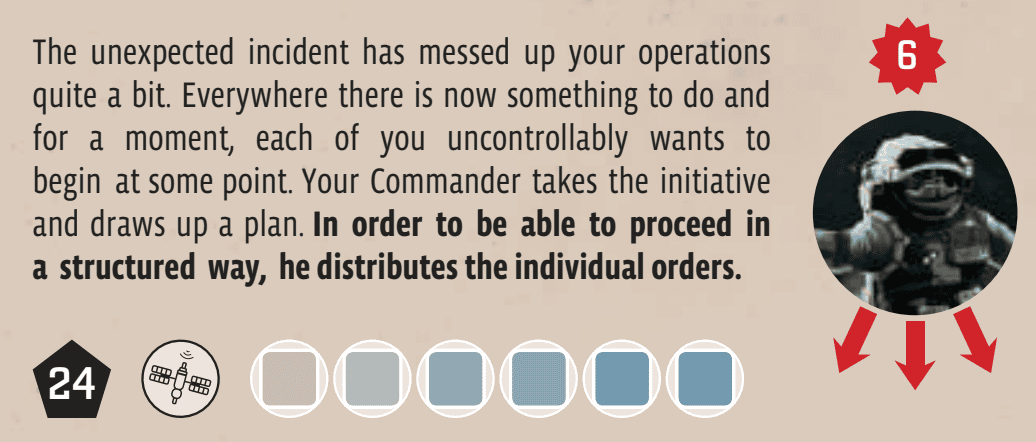 The unexpected incident has messed up your operations
quite a bit. Everywhere there is now something to do and
for a moment, each of you uncontrollably wants to
begin at some point. Your Commander takes the initiative
and draws up a plan. In order to be able to proceed in
a structured way, he distributes the individual orders.
6
24